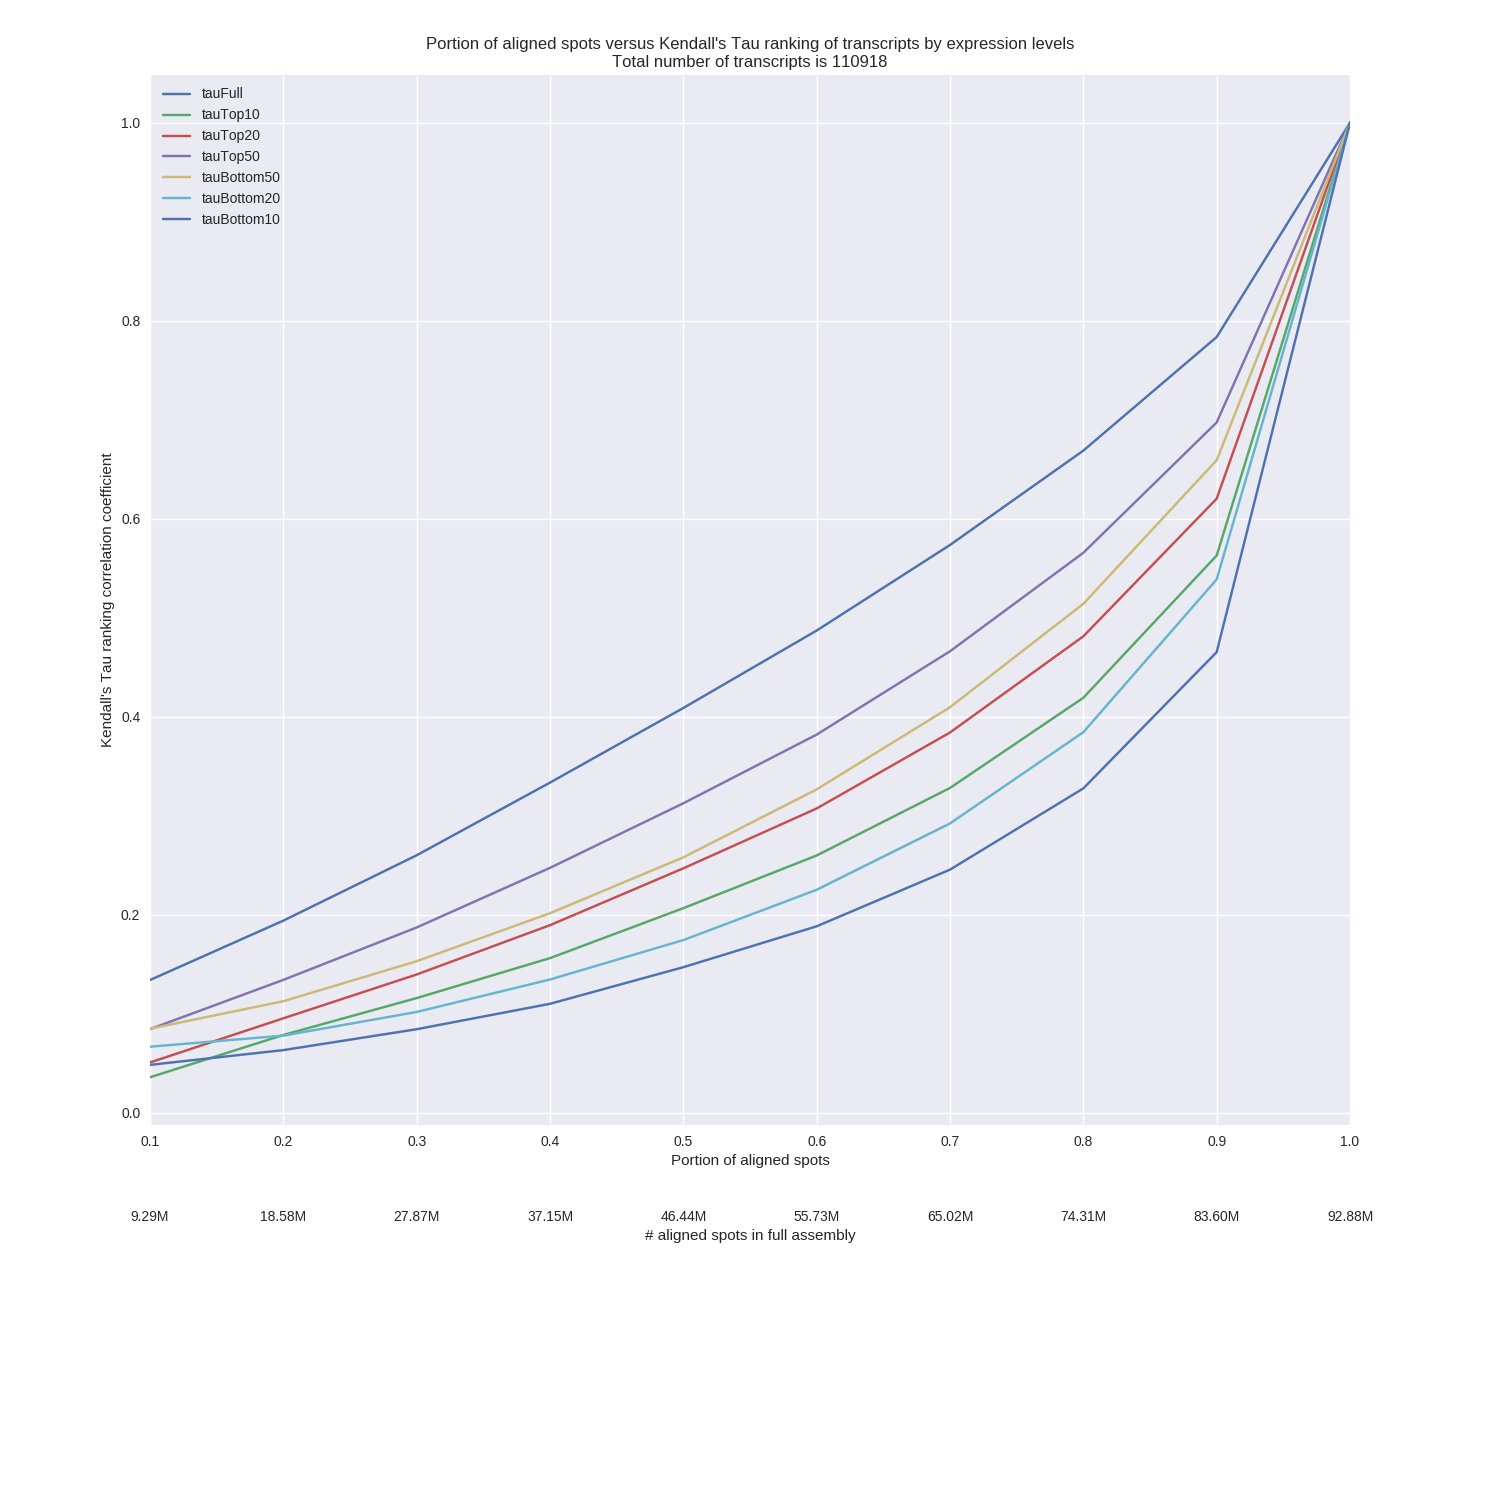 Portion of aligned spots versus Kendall's Tau ranking of transcripts by expression levels
Total number of transcripts is 110918
tauFull
tauTop10
tauTop20
tauTop50
tauBottom50
tauBottom20
tauBottom10
1.0
0.8
0.6
0.4
0.2
0.0
Kendall's Tau ranking correlation coefficient
0.1 0.2 0.3 0.4 0.5 0.6 0.7 0.8 0.9 1.0
Portion of aligned spots
9.29M 18.58M 27.87M 37.15M 46.44M 55.73M 65.02M 74.31M 83.60M 92.88M
# aligned spots in full assembly